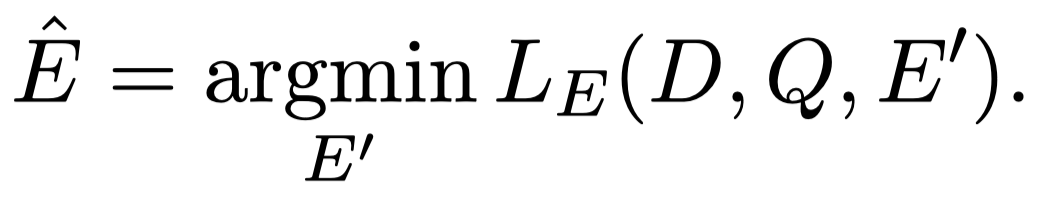 Ê = argmin L_E(D, Q, E′).
E′